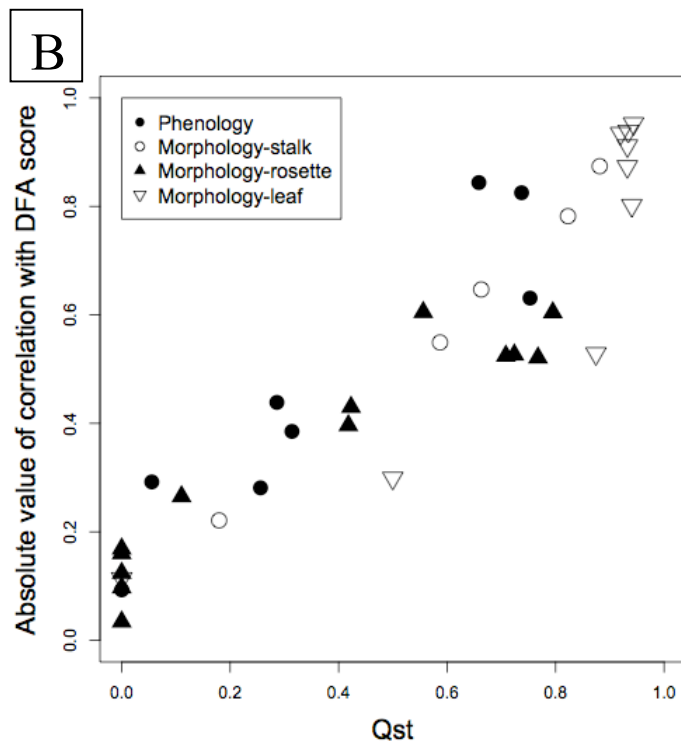 B
Phenology
Morphology-stalk
Morphology-rosette
Morphology-leaf
Absolute value of correlation with DFA score
1.0
0.8
0.6
0.4
0.2
0.0
0.0 0.2 0.4 0.6 0.8 1.0
Qst